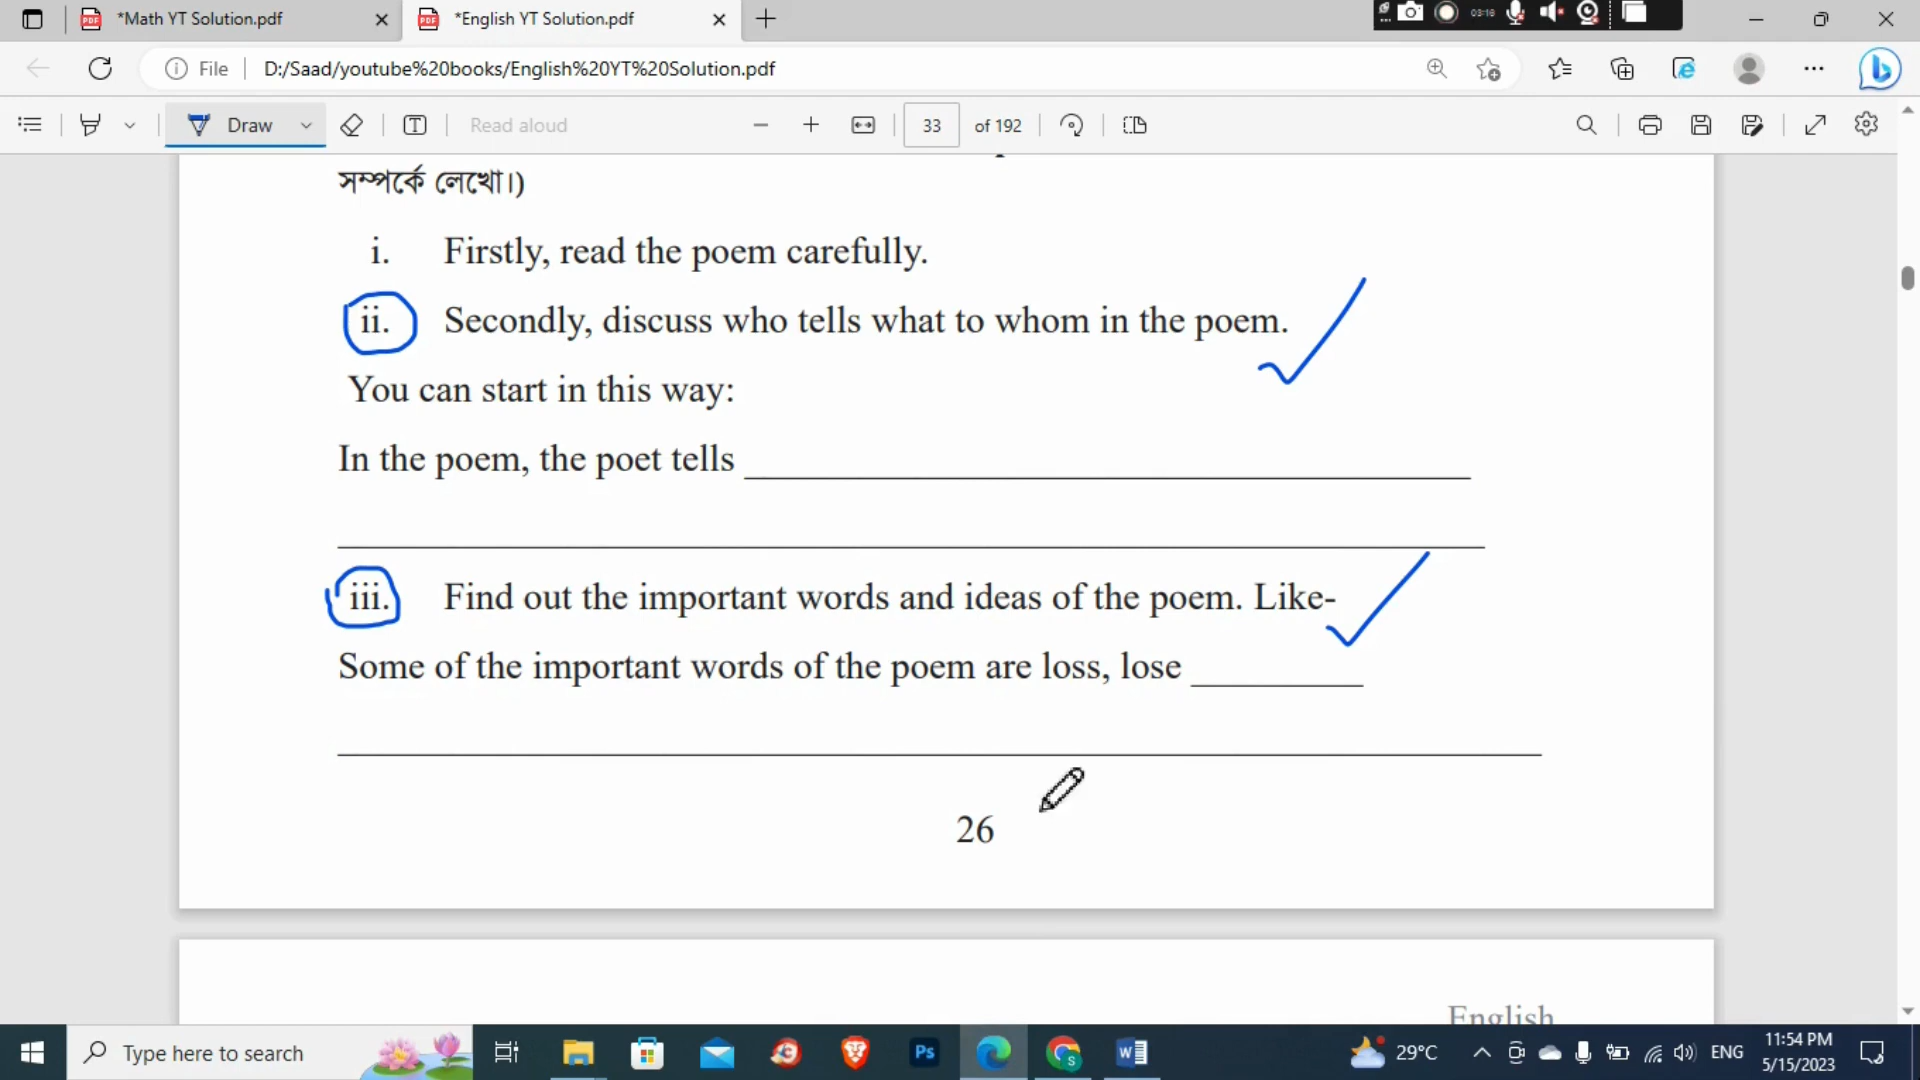 *Math YT Solution.pdf
*English YT Solution.pdf
03:10
File
D:/Saad/youtube%20books/English%20YT%20Solution.pdf
Draw
Read aloud
33 of 192
সম্পর্কে লেখো।)
i. Firstly, read the poem carefully.
ii. Secondly, discuss who tells what to whom in the poem.
You can start in this way:
In the poem, the poet tells
iii. Find out the important words and ideas of the poem. Like-
Some of the important words of the poem are loss, lose
26
English
Type here to search
Ps
29°C
ENG
11:54 PM
5/15/2023